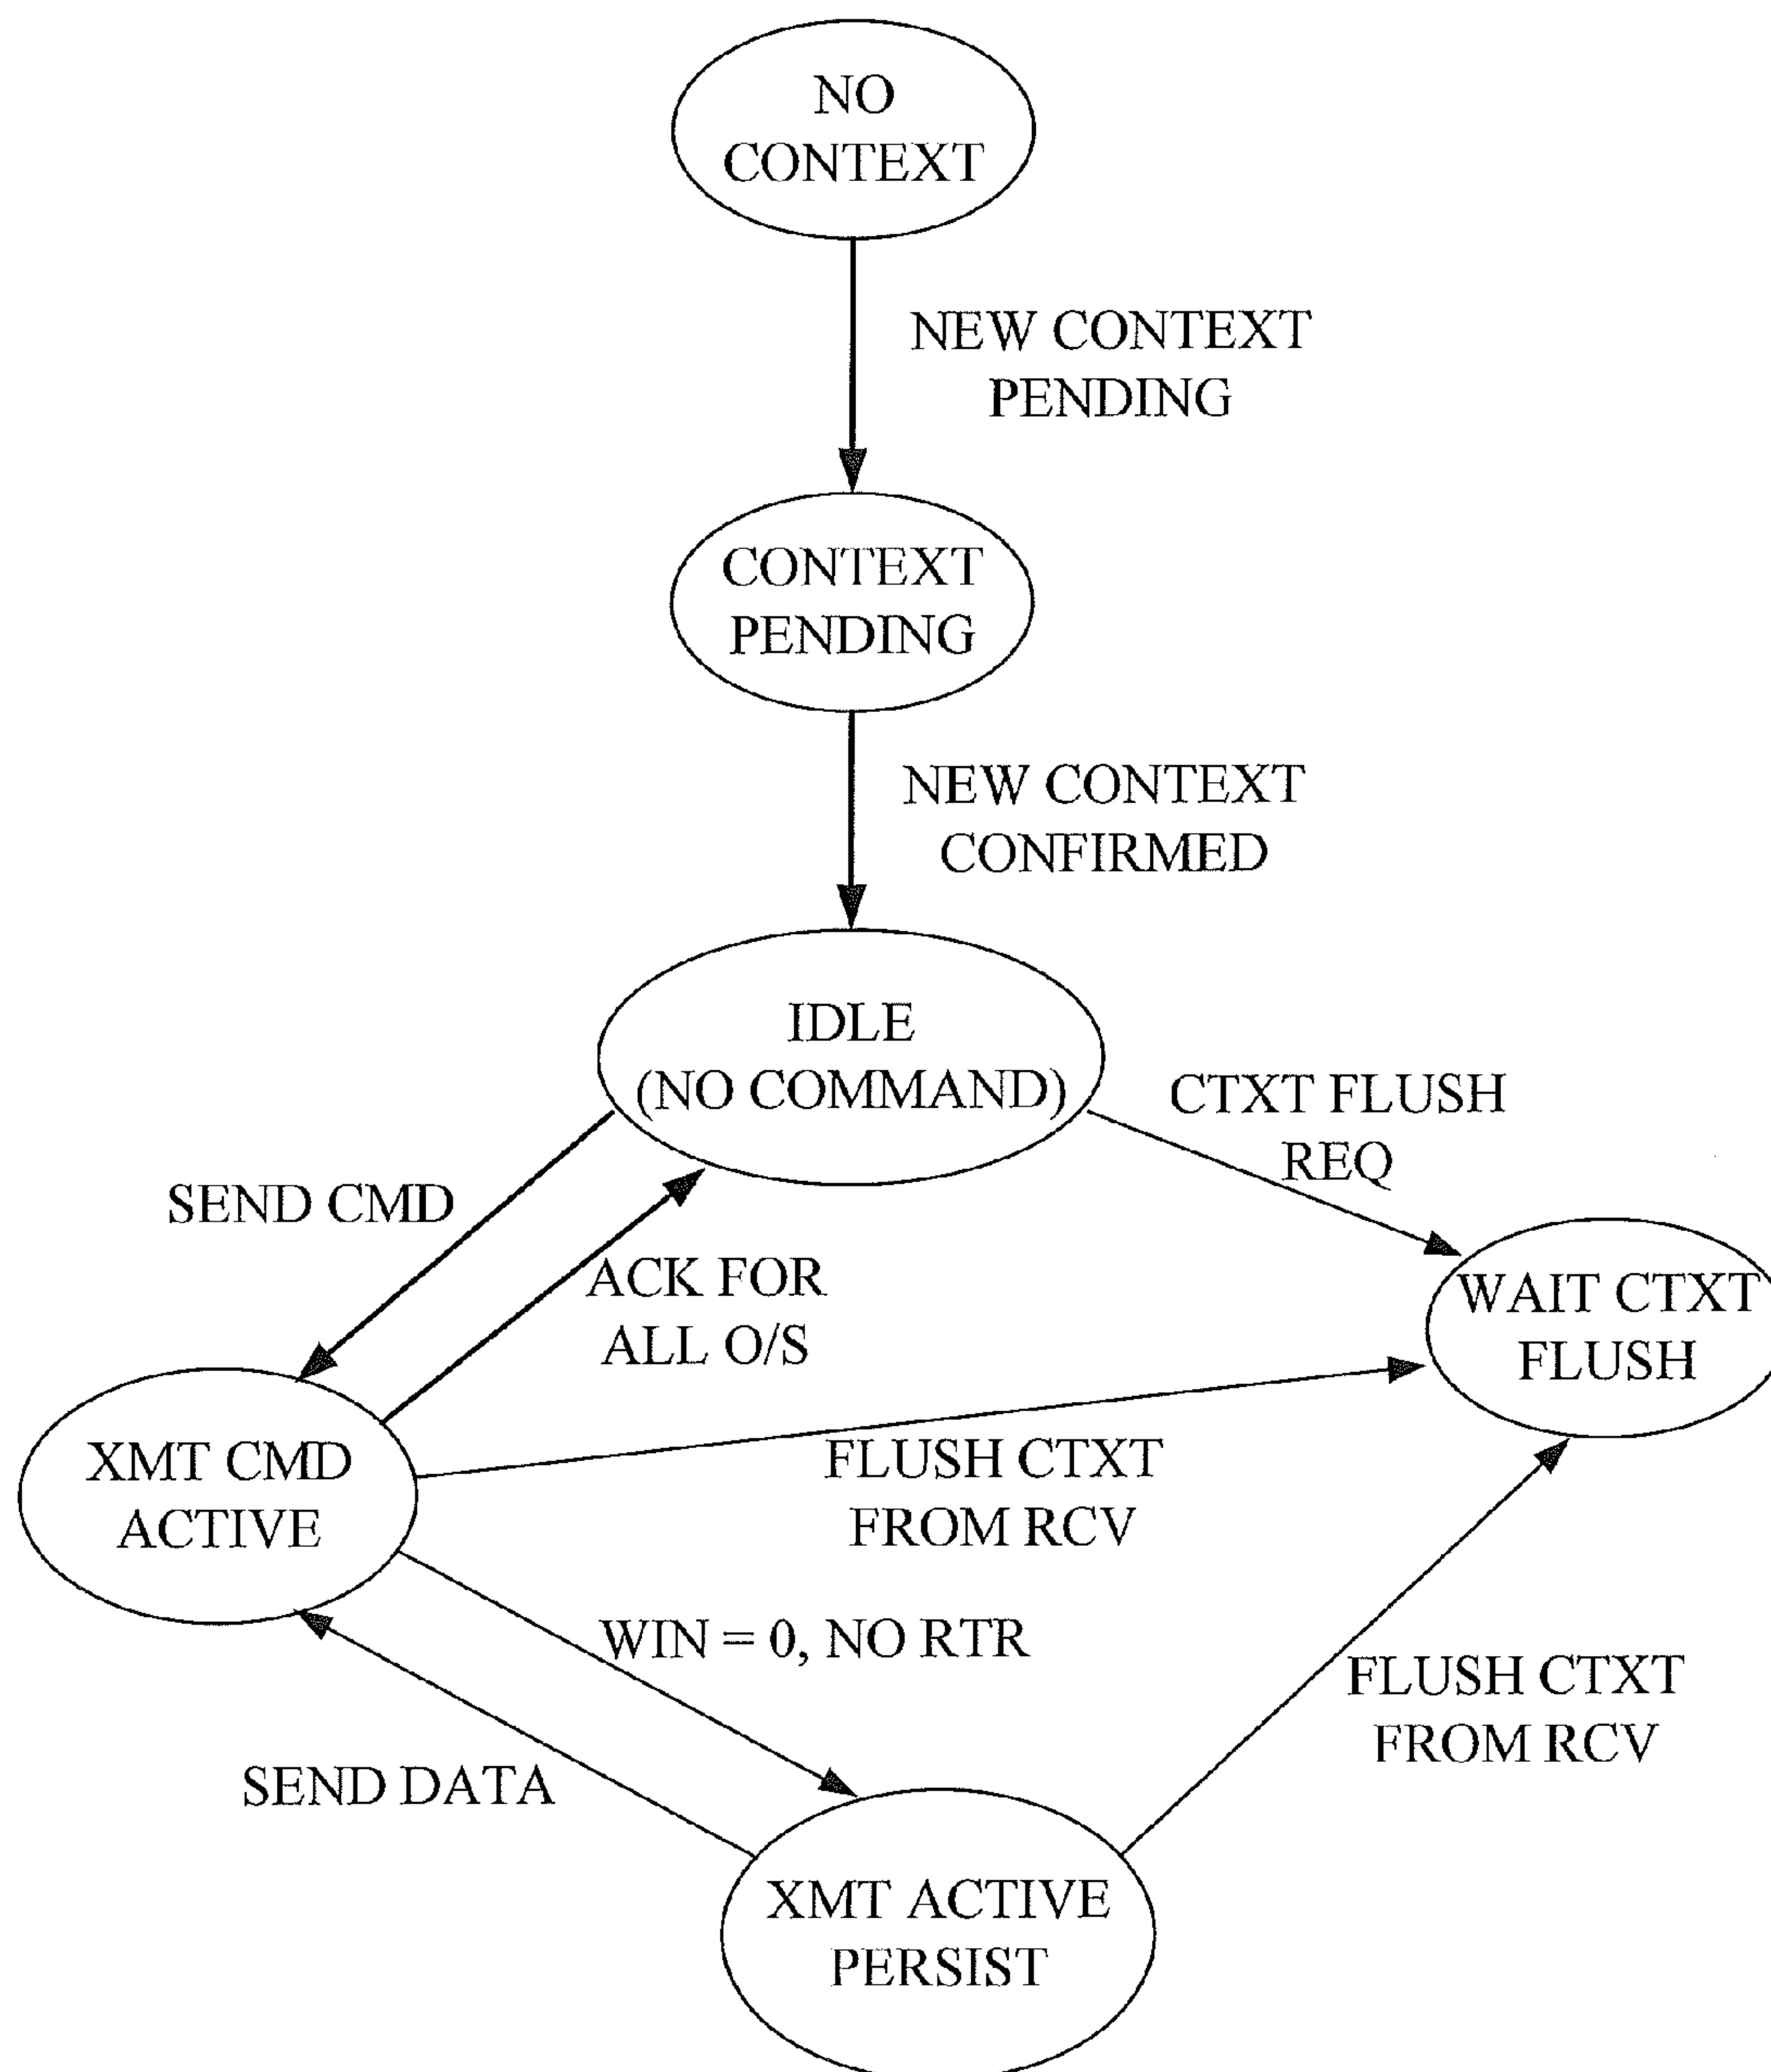 NO
CONTEXT
NEW CONTEXT
PENDING
CONTEXT
PENDING
NEW CONTEXT
CONFIRMED
IDLE
(NO COMMAND)
CTXT FLUSH
REQ
SEND CMD
ACK FOR
ALL O/S
WAIT CTXT
FLUSH
XMT CMD
ACTIVE
FLUSH CTXT
FROM RCV
WIN = 0, NO RTR
FLUSH CTXT
FROM RCV
SEND DATA
XMT ACTIVE
PERSIST